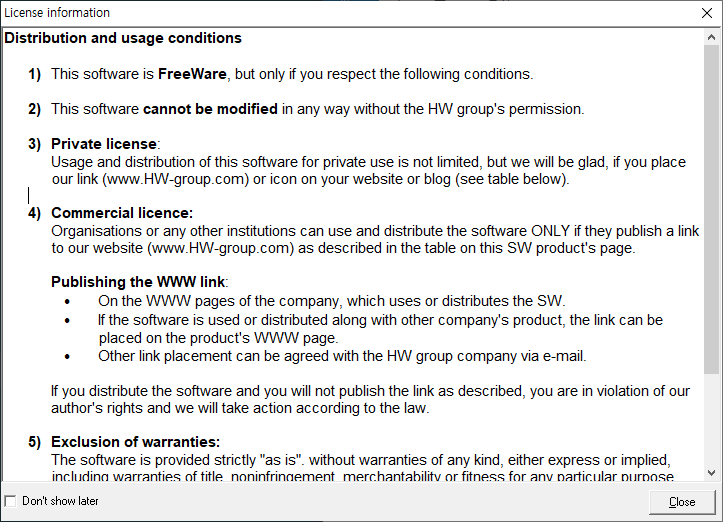 License information
Distribution and usage conditions
1) This software is FreeWare, but only if you respect the following conditions.
2) This software cannot be modified in any way without the HW group's permission.
3) Private license:
Usage and distribution of this software for private use is not limited, but we will be glad, if you place
our link (www.HW-group.com) or icon on your website or blog (see table below).
4) Commercial licence:
Organisations or any other institutions can use and distribute the software ONLY if they publish a link
to our website (www.HW-group.com) as described in the table on this SW product's page.
Publishing the WWW link:
• On the WWW pages of the company, which uses or distributes the SW.
• If the software is used or distributed along with other company's product, the link can be
placed on the product's WWW page.
• Other link placement can be agreed with the HW group company via e-mail.
If you distribute the software and you will not publish the link as described, you are in violation of our
author's rights and we will take action according to the law.
5) Exclusion of warranties:
The software is provided strictly "as is". without warranties of any kind, either express or implied,
including warranties of title, noninfringement, merchantability or fitness for any particular purpose
Don't show later
Close